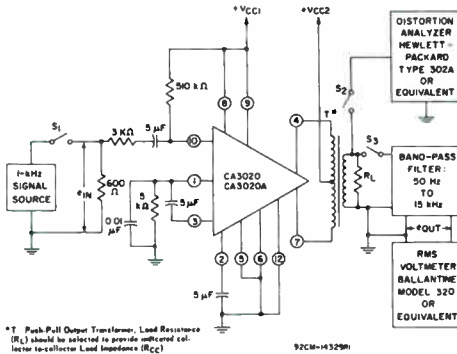 +VCC1
+VCC2
DISTORTION
ANALYZER
HEWLETT-
PACKARD
TYPE 302A
OR
EQUIVALENT
510 kΩ
S2
8
9
4
T*
S1
3KΩ
5 µF
10
S3
1-kHz
SIGNAL
SOURCE
eIN
600
Ω
CA3020
CA3020A
1
5
kΩ
5 µF
3
0.01
µF
RL
BAND-PASS
FILTER:
50 Hz
TO
15 kHz
7
2
5
6
12
5 µF
eOUT
RMS
VOLTMETER
BALLANTINE
MODEL 320
OR
EQUIVALENT
*T Push-Pull Output Transformer, Load Resistance
(RL) should be selected to provide indicated col-
lector-to-collector Load Impedance (RCC)
92CM-14329R1